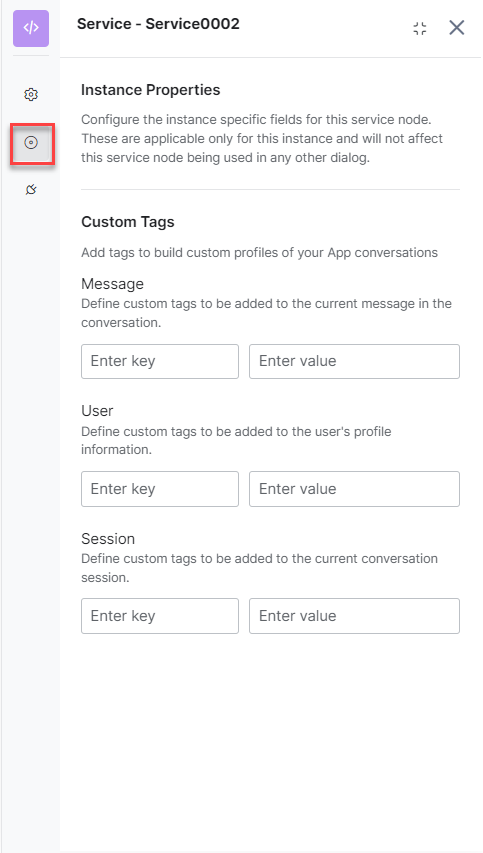 Service - Service0002
Instance Properties
Configure the instance specific fields for this service node.
These are applicable only for this instance and will not affect
this service node being used in any other dialog.
Custom Tags
Add tags to build custom profiles of your App conversations
Message
Define custom tags to be added to the current message in the
conversation.
Enter key
Enter value
User
Define custom tags to be added to the user's profile
information.
Enter key
Enter value
Session
Define custom tags to be added to the current conversation
session.
Enter key
Enter value